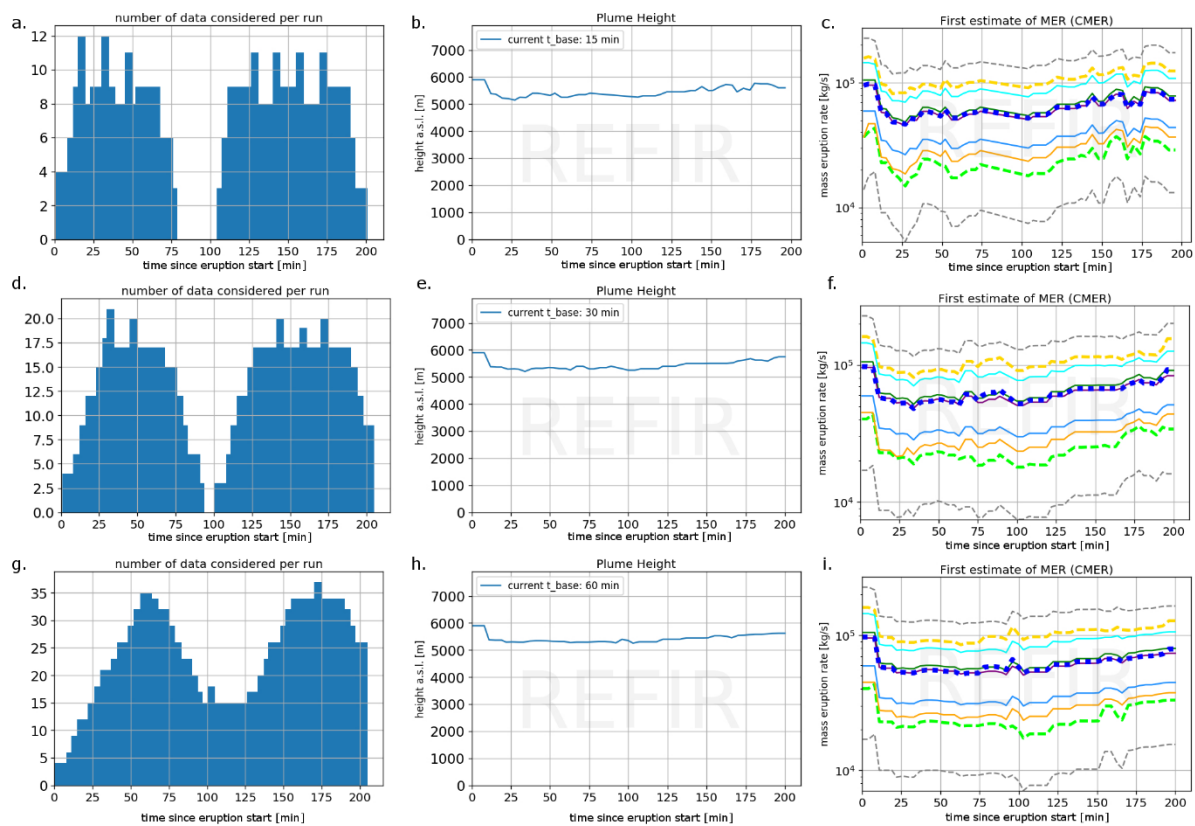 a.
number of data considered per run
12
10
8
6
4
2
0
0 25 50 75 100 125 150 175 200
time since eruption start [min]
b.
Plume Height
current t_base: 15 min
height a.s.l. [m]
7000
6000
5000
4000
3000
2000
1000
0
REFIR
0 25 50 75 100 125 150 175 200
time since eruption start [min]
c.
First estimate of MER (CMER)
mass eruption rate [kg/s]
10⁵
10⁴
REFIR
0 25 50 75 100 125 150 175 200
time since eruption start [min]
d.
number of data considered per run
20.0
17.5
15.0
12.5
10.0
7.5
5.0
2.5
0.0
0 25 50 75 100 125 150 175 200
time since eruption start [min]
e.
Plume Height
current t_base: 30 min
height a.s.l. [m]
7000
6000
5000
4000
3000
2000
1000
0
REFIR
0 25 50 75 100 125 150 175 200
time since eruption start [min]
f.
First estimate of MER (CMER)
mass eruption rate [kg/s]
10⁵
10⁴
REFIR
0 25 50 75 100 125 150 175 200
time since eruption start [min]
g.
number of data considered per run
35
30
25
20
15
10
5
0
0 25 50 75 100 125 150 175 200
time since eruption start [min]
h.
Plume Height
current t_base: 60 min
height a.s.l. [m]
7000
6000
5000
4000
3000
2000
1000
0
REFIR
0 25 50 75 100 125 150 175 200
time since eruption start [min]
i.
First estimate of MER (CMER)
mass eruption rate [kg/s]
10⁵
10⁴
REFIR
0 25 50 75 100 125 150 175 200
time since eruption start [min]